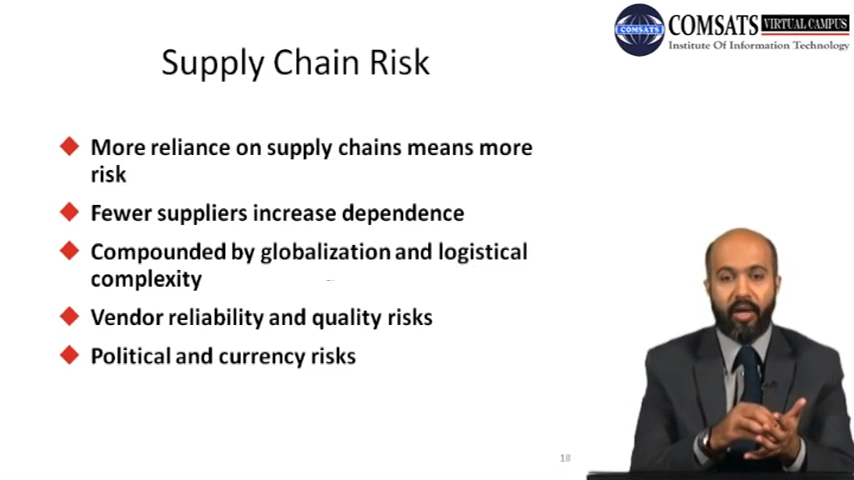 COMSATS VIRTUAL CAMPUS
COMSATS
Institute Of Information Technology
Supply Chain Risk
More reliance on supply chains means more
risk
Fewer suppliers increase dependence
Compounded by globalization and logistical
complexity
Vendor reliability and quality risks
Political and currency risks
18